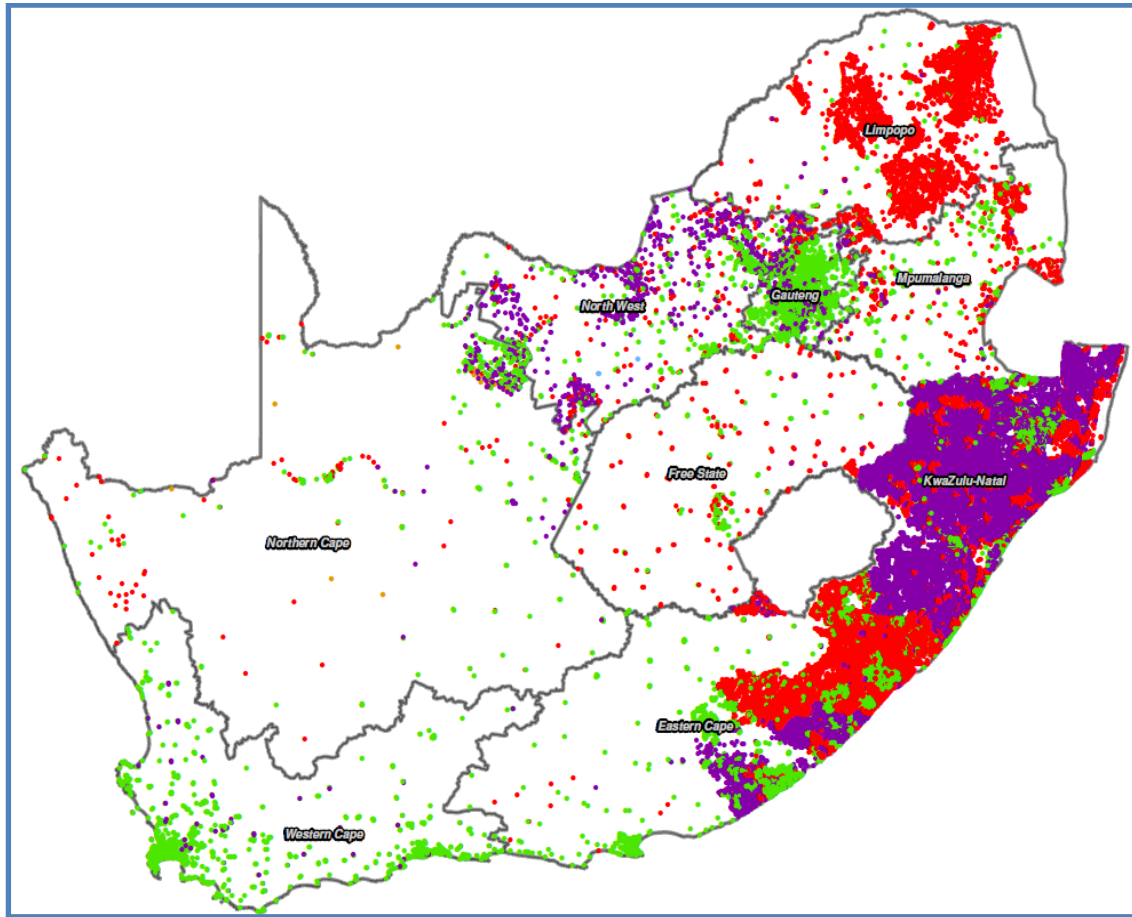 Limpopo
Mpumalanga
Gauteng
North West
Free State
KwaZulu-Natal
Northern Cape
Eastern Cape
Western Cape